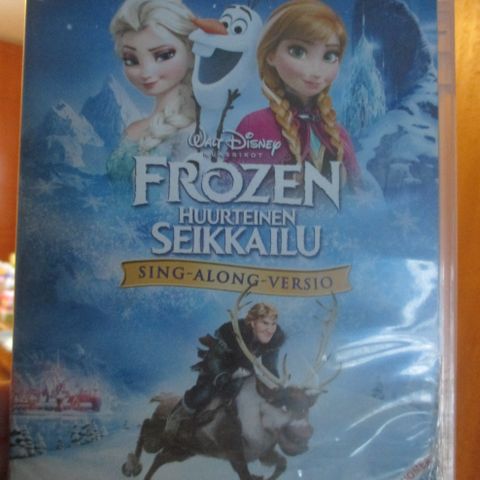 Walt Disney
KLASSIKOT
FROZEN
HUURTEINEN
SEIKKAILU
SING-ALONG-VERSIO